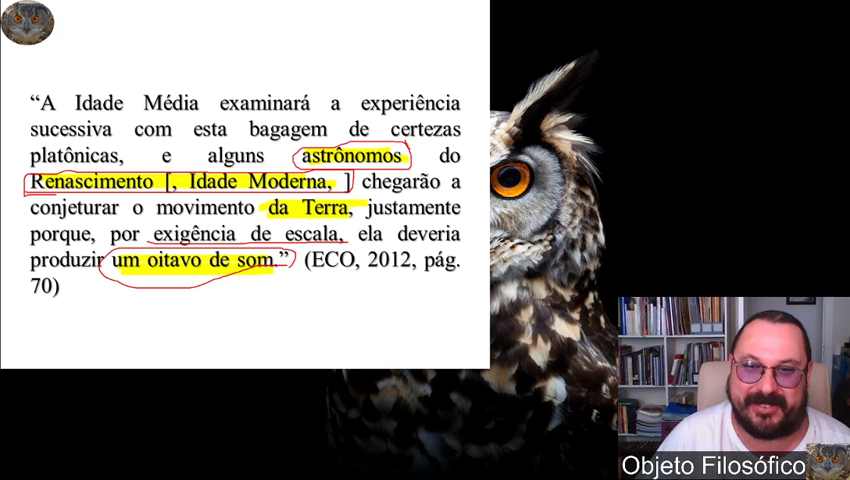 “A Idade Média examinará a experiência
sucessiva com esta bagagem de certezas
platônicas, e alguns astrônomos do
Renascimento [, Idade Moderna, ] chegarão a
conjeturar o movimento da Terra, justamente
porque, por exigência de escala, ela deveria
produzir um oitavo de som.” (ECO, 2012, pág.
70)
Objeto Filosófico